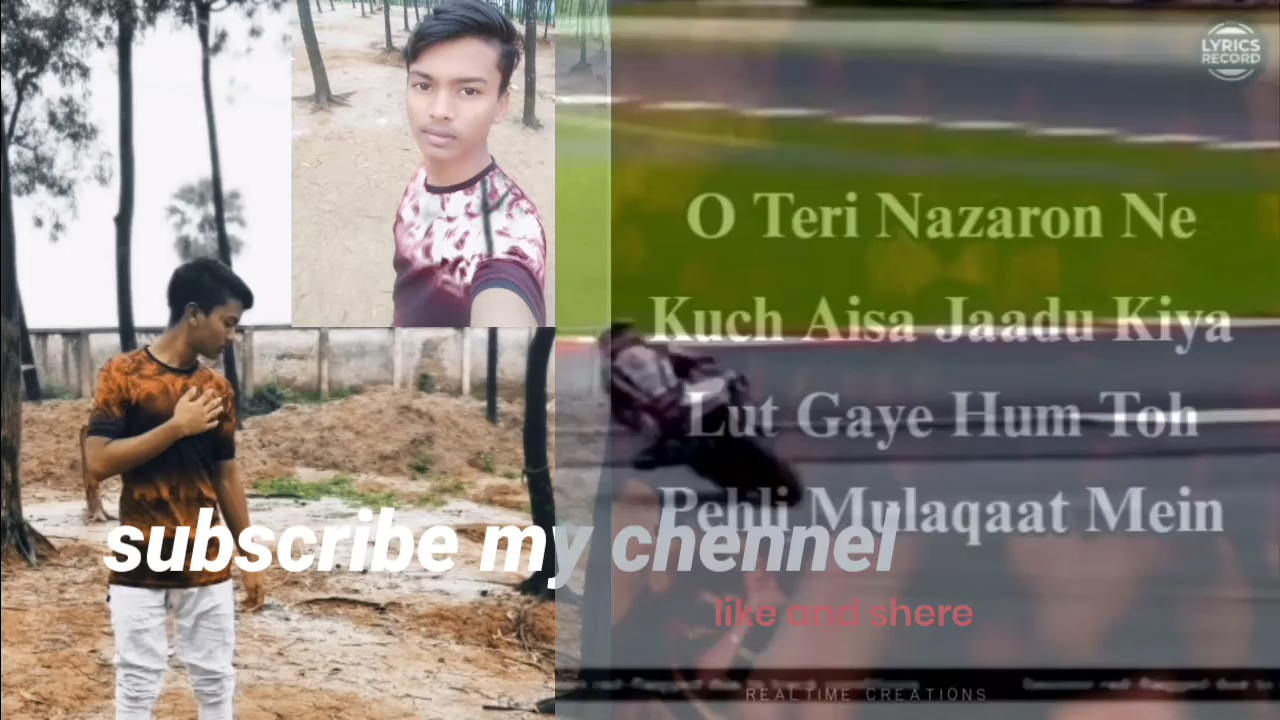 LYRICS
RECORD
O Teri Nazaron Ne
Kuch Aisa Jaadu Kiya
Lut Gaye Hum Toh
Pehli Mulaqaat Mein
subscribe my chennel
like and shere
REALTIME CREATIONS